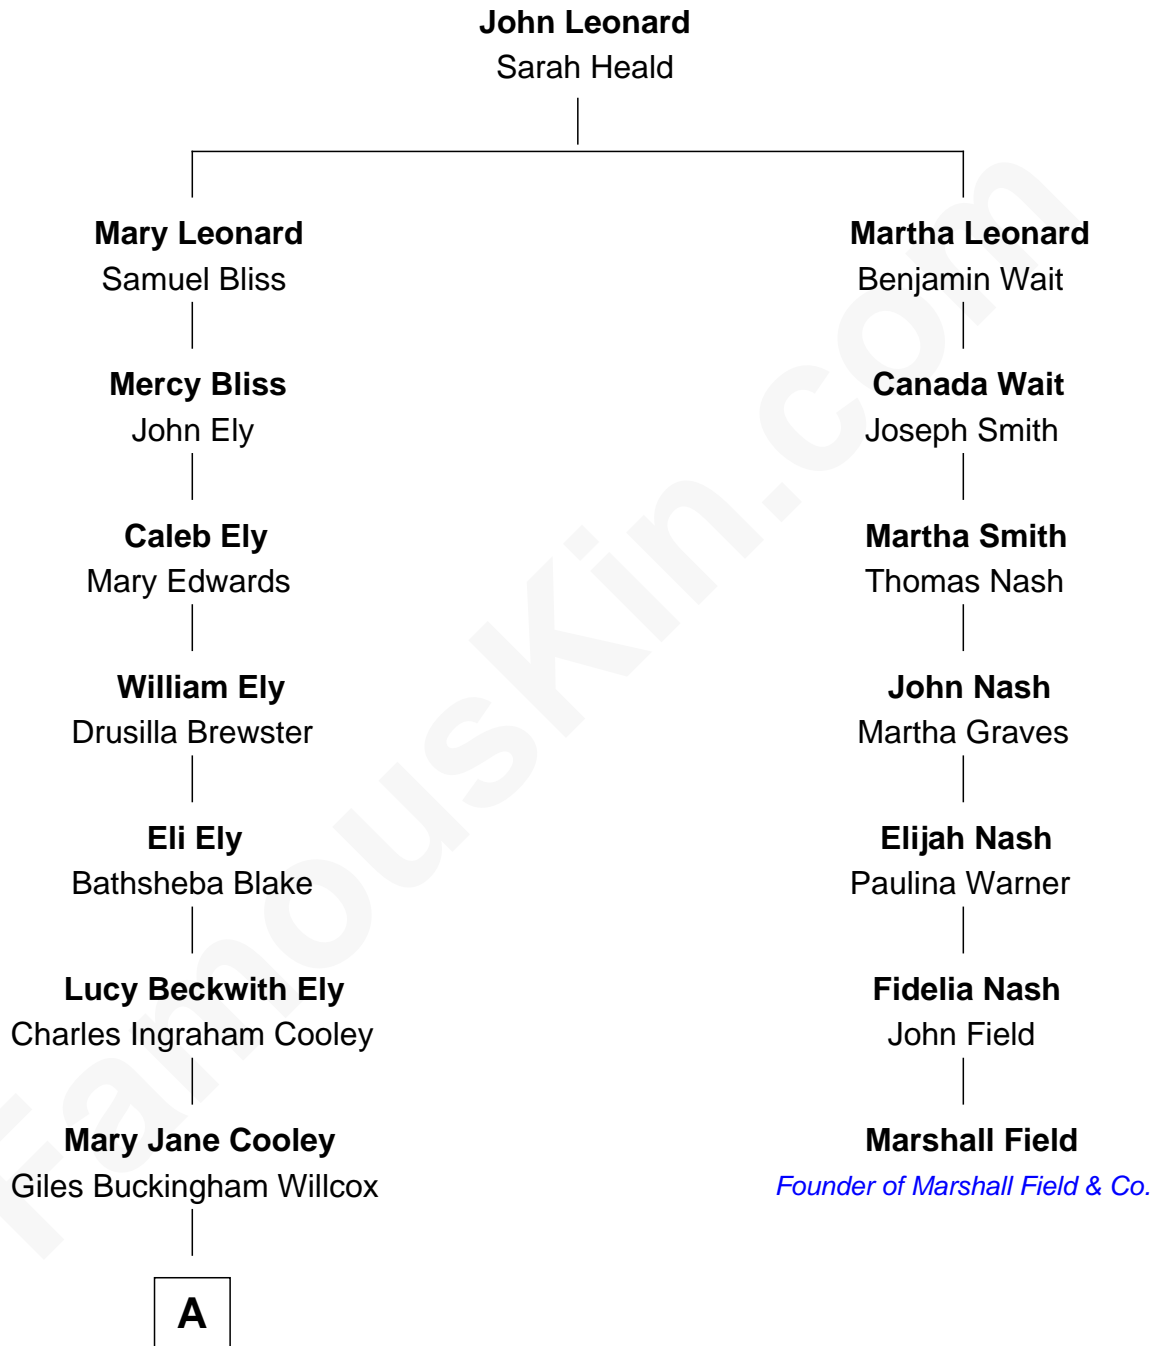 John Leonard
Sarah Heald
Mary Leonard
Samuel Bliss
Martha Leonard
Benjamin Wait
Mercy Bliss
John Ely
Canada Wait
Joseph Smith
Caleb Ely
Mary Edwards
Martha Smith
Thomas Nash
William Ely
Drusilla Brewster
John Nash
Martha Graves
Eli Ely
Bathsheba Blake
Elijah Nash
Paulina Warner
Lucy Beckwith Ely
Charles Ingraham Cooley
Fidelia Nash
John Field
Mary Jane Cooley
Giles Buckingham Willcox
Marshall Field
Founder of Marshall Field & Co.
A
FamousKin.com